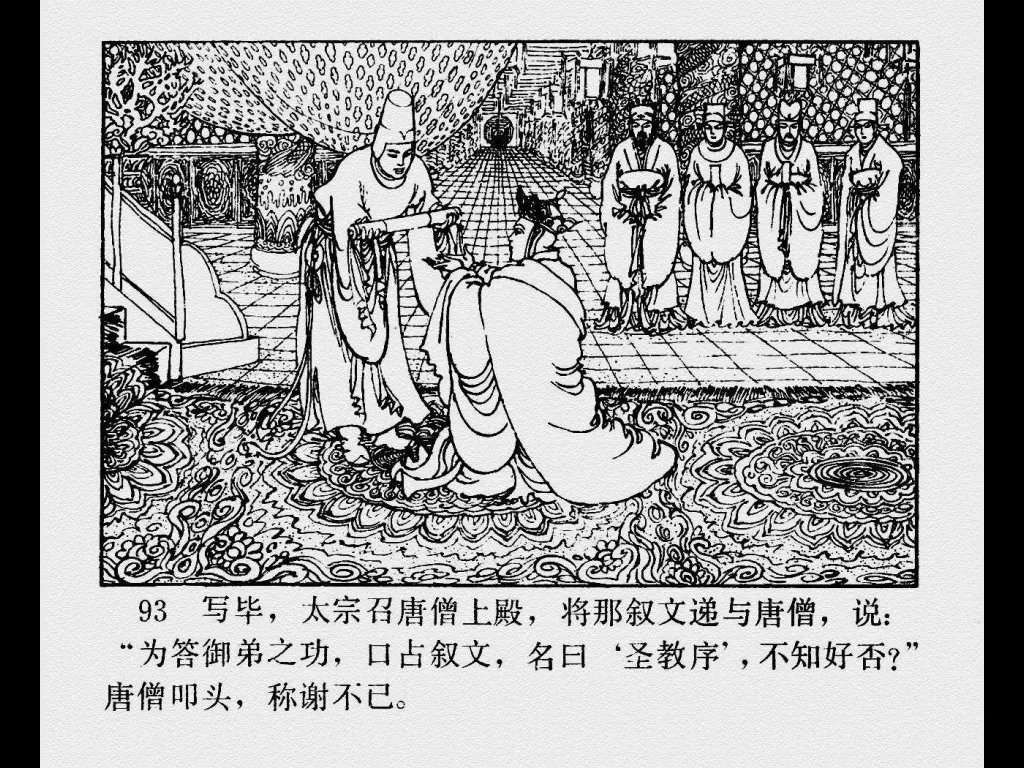 93 写毕，太宗召唐僧上殿，将那叙文递与唐僧，说：
“为答御弟之功，口占叙文，名曰‘圣教序’，不知好否？”
唐僧叩头，称谢不已。